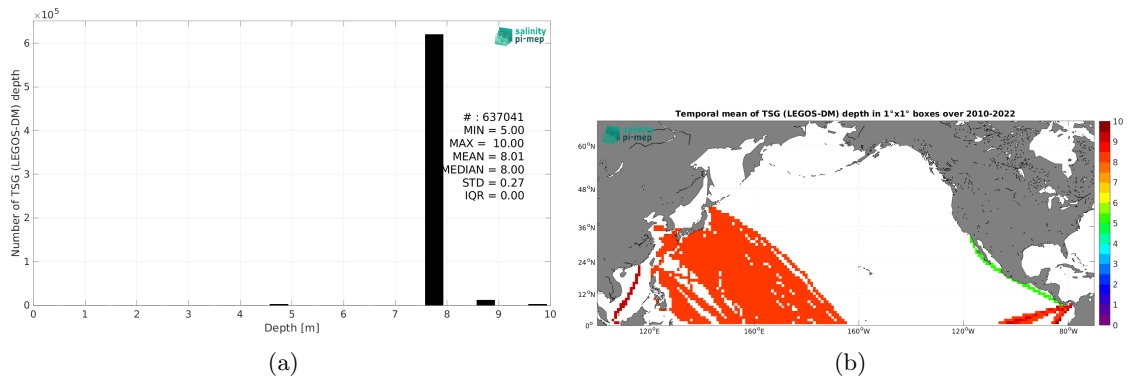 ×10⁵
6
5
4
3
2
1
0
Number of TSG (LEGOS-DM) depth
salinity
pi-mep
# : 637041
MIN = 5.00
MAX = 10.00
MEAN = 8.01
MEDIAN = 8.00
STD = 0.27
IQR = 0.00
0 1 2 3 4 5 6 7 8 9 10
Depth [m]
(a)
Temporal mean of TSG (LEGOS-DM) depth in 1°x1° boxes over 2010-2022
salinity
pi-mep
60°N
48°N
36°N
24°N
12°N
0°
120°E 160°E 160°W 120°W 80°W
10
9
8
7
6
5
4
3
2
1
0
(b)